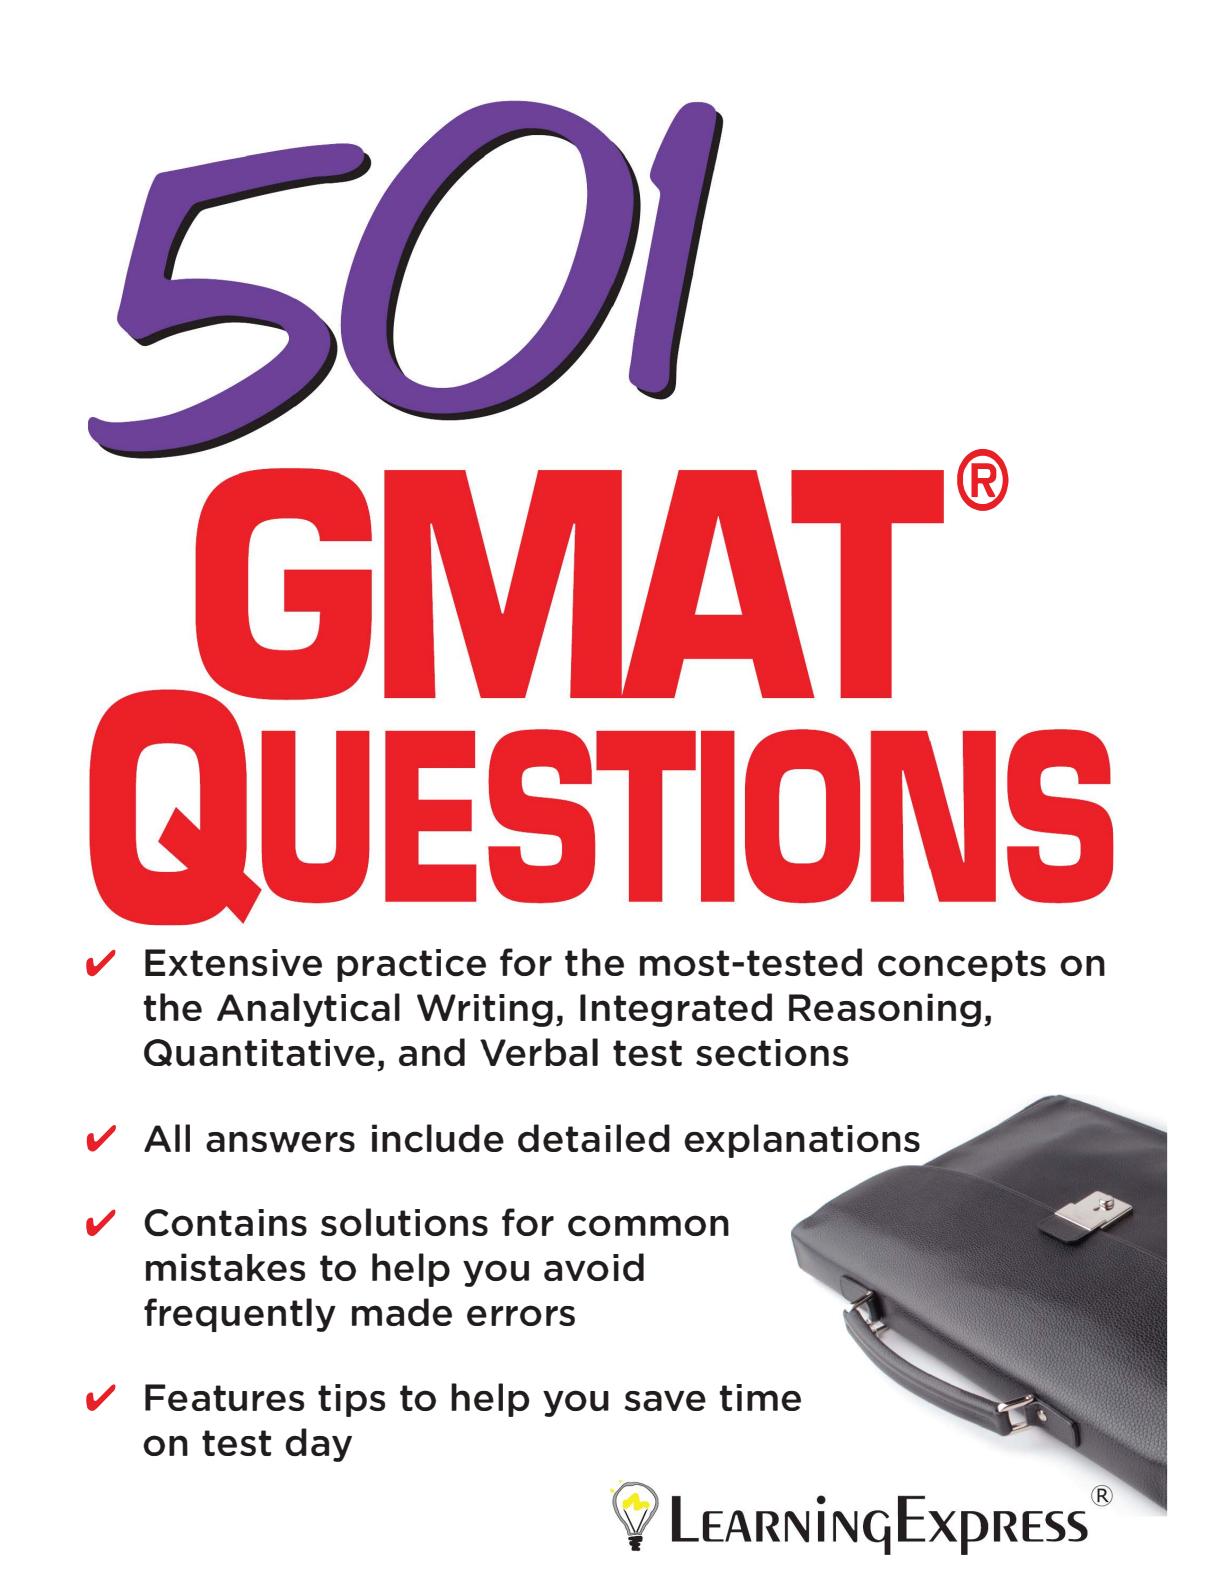 501
GMAT®
QUESTIONS
✔ Extensive practice for the most-tested concepts on
the Analytical Writing, Integrated Reasoning,
Quantitative, and Verbal test sections
✔ All answers include detailed explanations
✔ Contains solutions for common
mistakes to help you avoid
frequently made errors
✔ Features tips to help you save time
on test day
LEARNiNgEXpRESS®